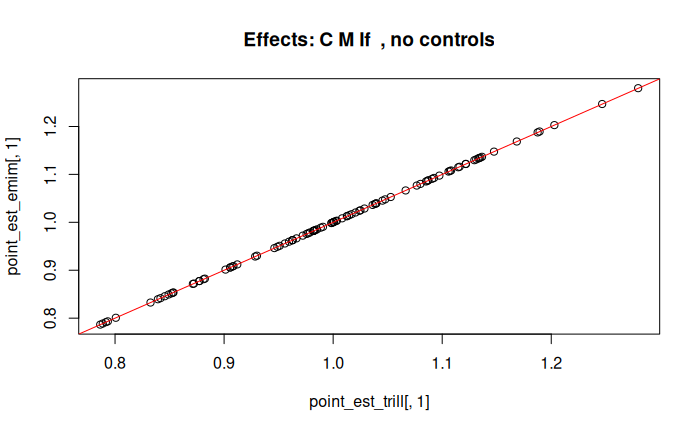 Effects: C M If  , no controls
point_est_emim[, 1]
1.2
1.1
1.0
0.9
0.8
0.8 0.9 1.0 1.1 1.2
point_est_trill[, 1]